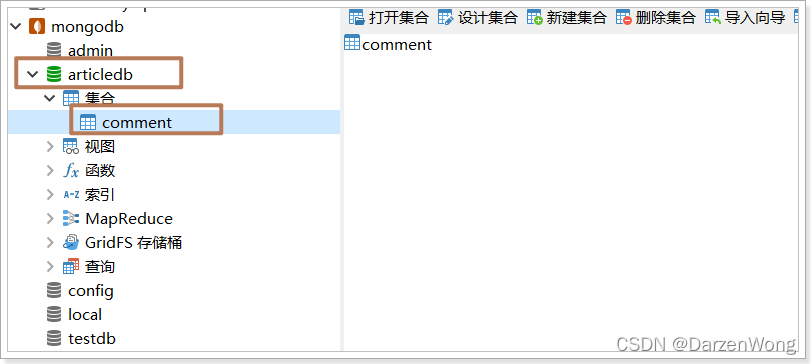 mongodb
admin
articledb
集合
comment
视图
函数
A-Z 索引
MapReduce
GridFS 存储桶
查询
config
local
testdb
打开集合 设计集合 新建集合 删除集合 导入向导
comment
CSDN @DarzenWong